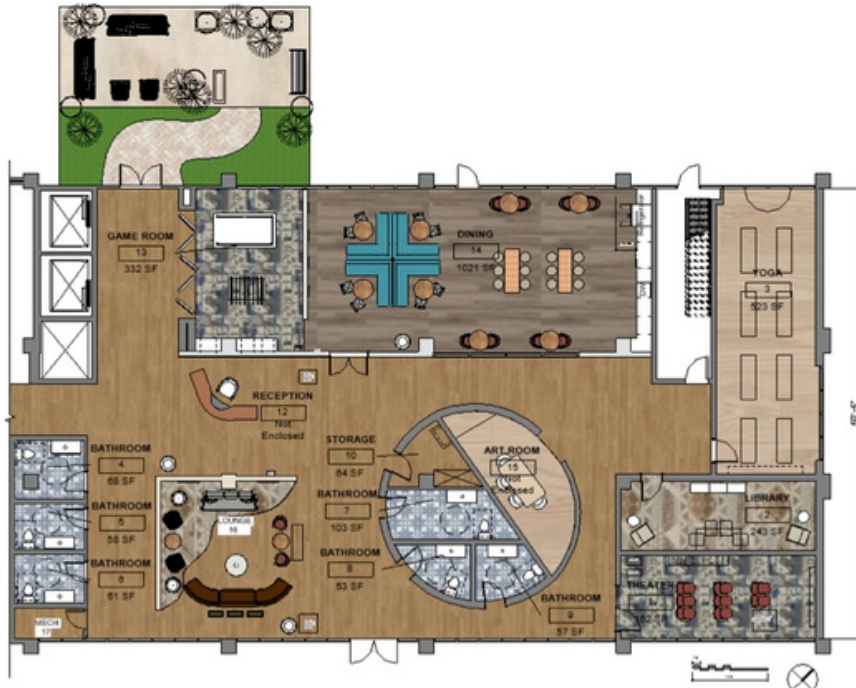 GAME ROOM
13
332 SF
DINING
14
1021 SF
YOGA
3
523 SF
RECEPTION
12
Not
Enclosed
BATHROOM
4
68 SF
BATHROOM
5
58 SF
BATHROOM
6
61 SF
MECH
17
LOUNGE
16
STORAGE
10
64 SF
BATHROOM
7
103 SF
BATHROOM
8
53 SF
BATHROOM
9
57 SF
ART ROOM
15
Not
Enclosed
LIBRARY
2
243 SF
THEATER